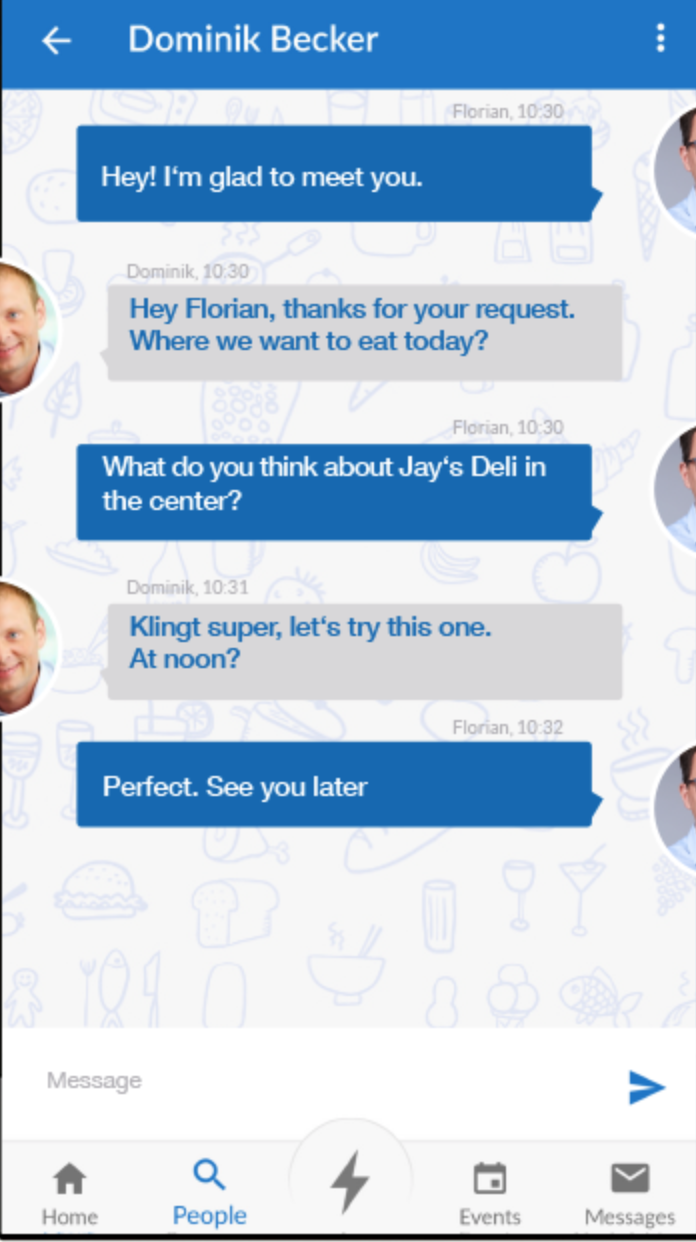 Dominik Becker
Florian, 10:30
Hey! I‘m glad to meet you.
Dominik, 10:30
Hey Florian, thanks for your request.
Where we want to eat today?
Florian, 10:30
What do you think about Jay‘s Deli in
the center?
Dominik, 10:31
Klingt super, let‘s try this one.
At noon?
Florian, 10:32
Perfect. See you later
Message
Home
People
Events
Messages